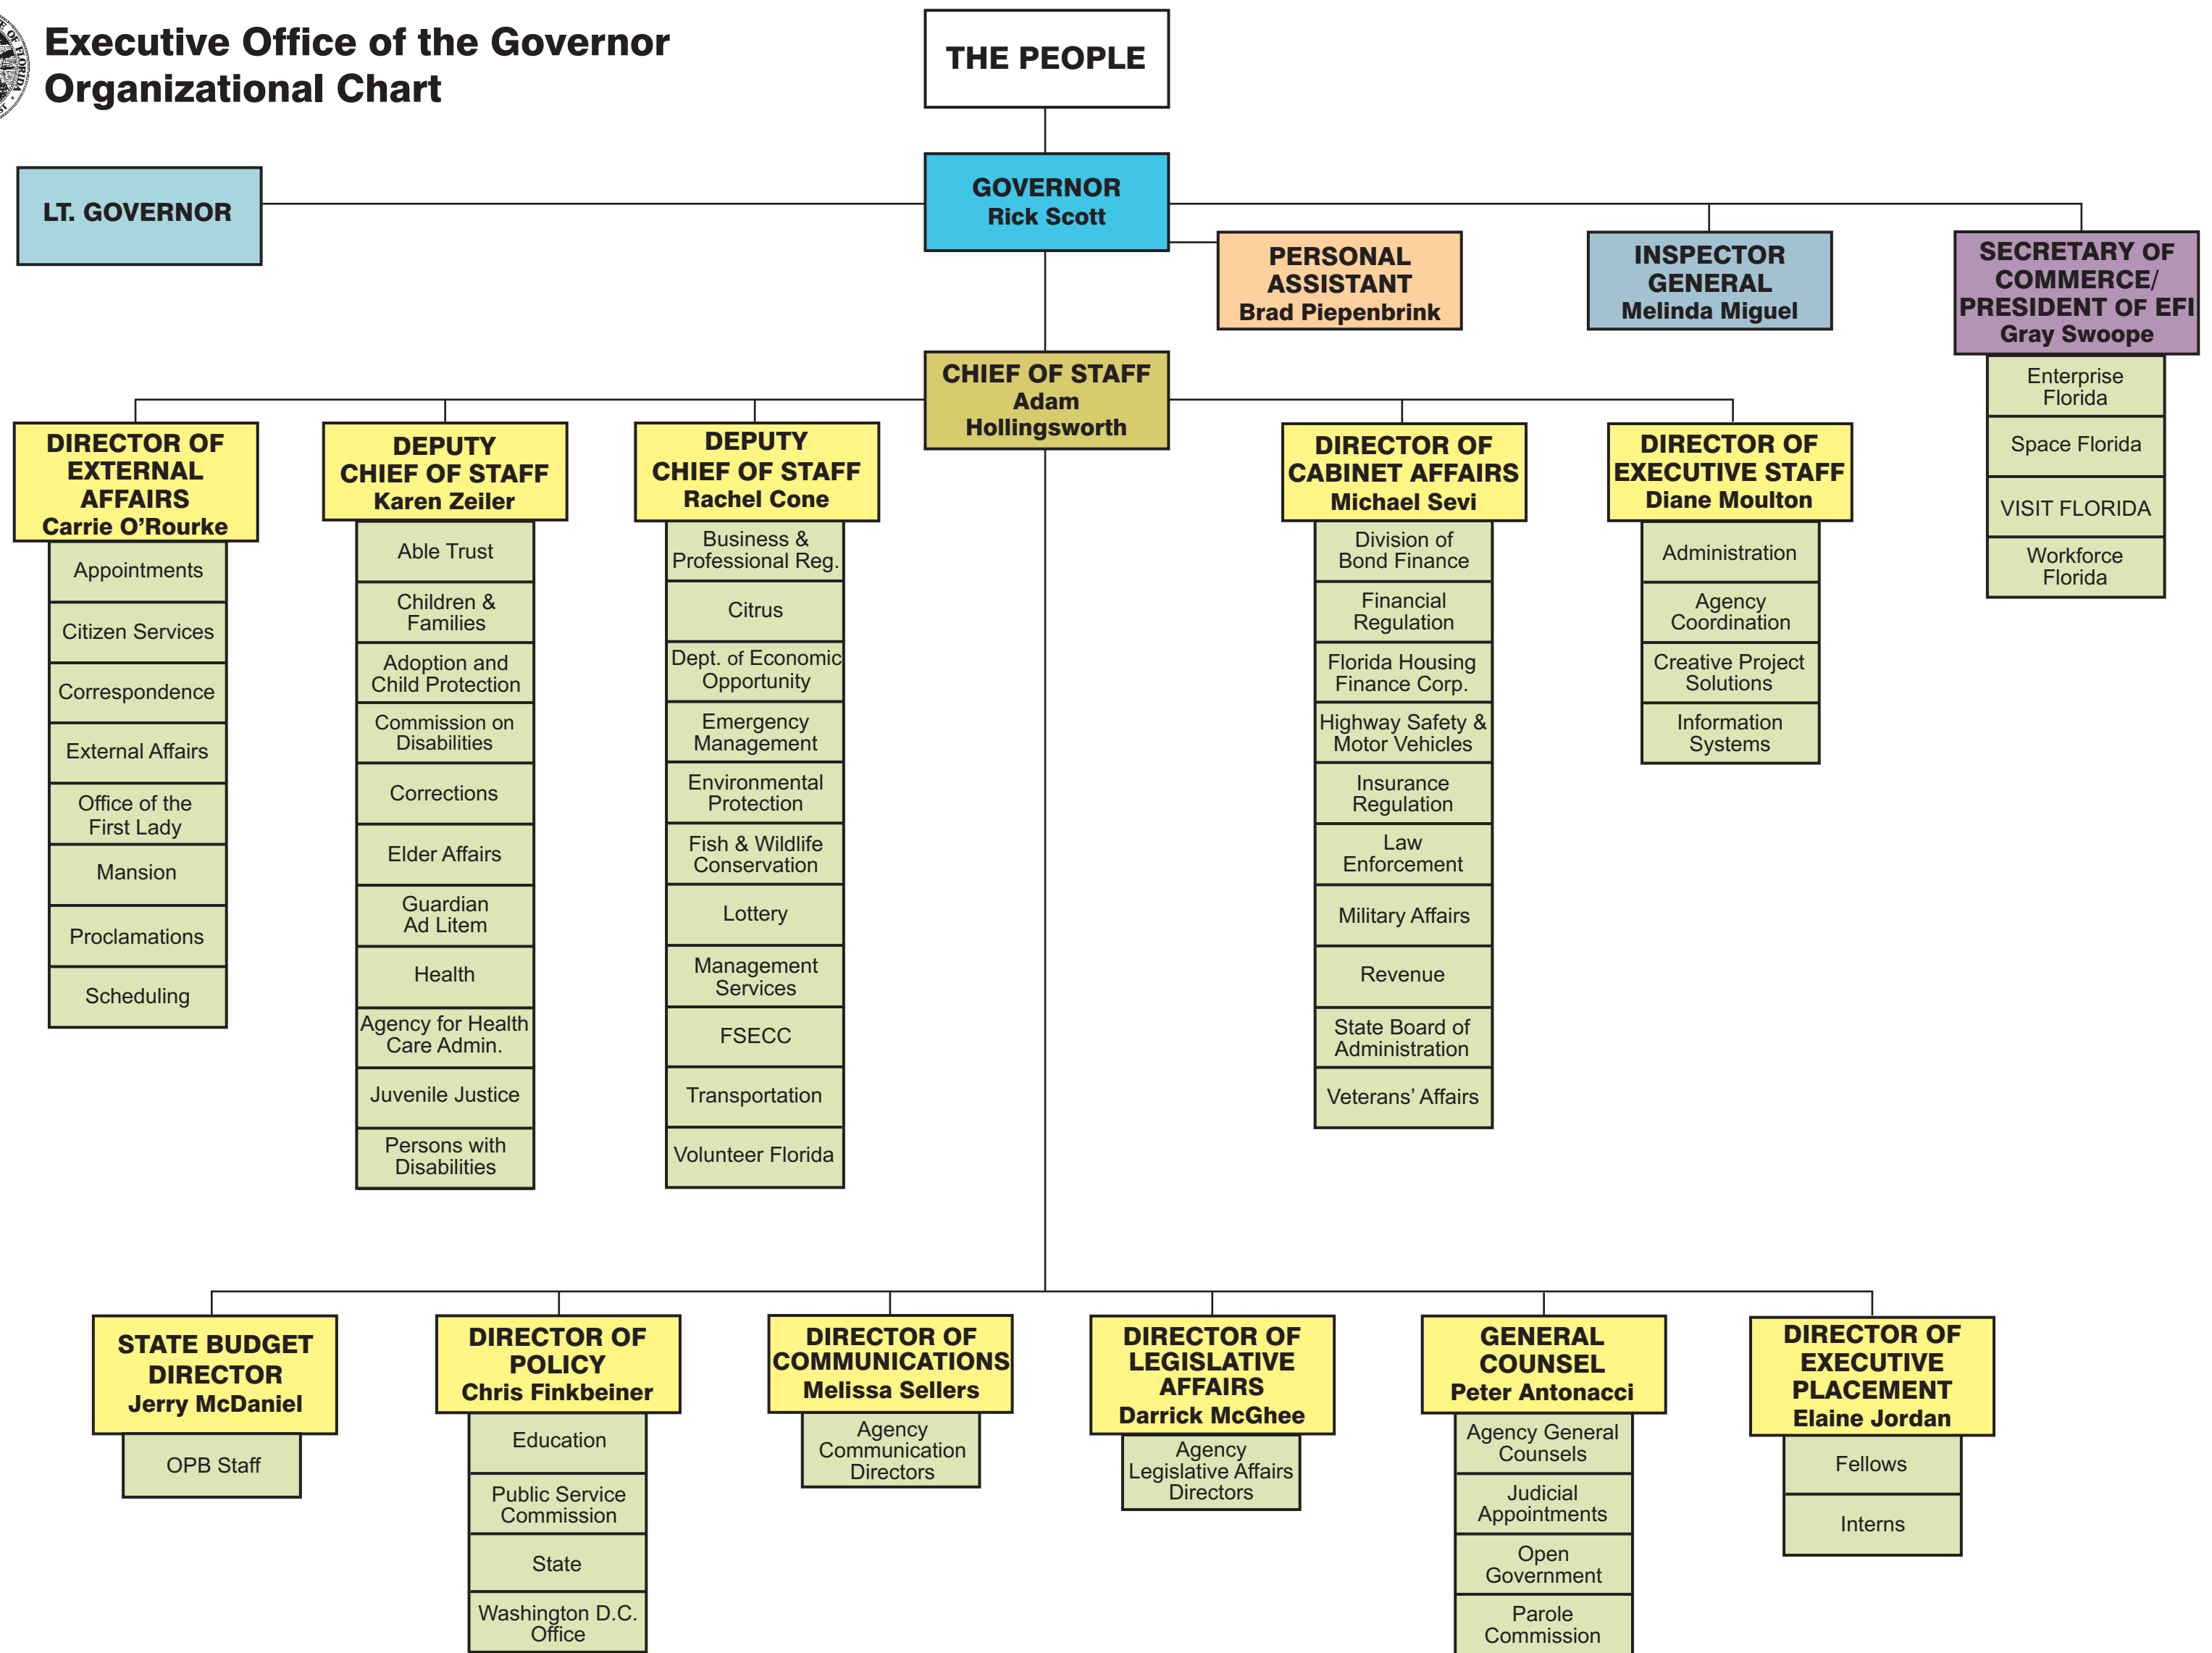 Executive Office of the Governor
Organizational Chart
THE PEOPLE
LT. GOVERNOR
GOVERNOR
Rick Scott
PERSONAL
ASSISTANT
Brad Piepenbrink
INSPECTOR
GENERAL
Melinda Miguel
SECRETARY OF
COMMERCE/
PRESIDENT OF EFI
Gray Swoope
Enterprise
Florida
Space Florida
VISIT FLORIDA
Workforce
Florida
CHIEF OF STAFF
Adam
Hollingsworth
DIRECTOR OF
EXTERNAL
AFFAIRS
Carrie O’Rourke
Appointments
Citizen Services
Correspondence
External Affairs
Office of the
First Lady
Mansion
Proclamations
Scheduling
DEPUTY
CHIEF OF STAFF
Karen Zeiler
Able Trust
Children &
Families
Adoption and
Child Protection
Commission on
Disabilities
Corrections
Elder Affairs
Guardian
Ad Litem
Health
Agency for Health
Care Admin.
Juvenile Justice
Persons with
Disabilities
DEPUTY
CHIEF OF STAFF
Rachel Cone
Business &
Professional Reg.
Citrus
Dept. of Economic
Opportunity
Emergency
Management
Environmental
Protection
Fish & Wildlife
Conservation
Lottery
Management
Services
FSECC
Transportation
Volunteer Florida
DIRECTOR OF
CABINET AFFAIRS
Michael Sevi
Division of
Bond Finance
Financial
Regulation
Florida Housing
Finance Corp.
Highway Safety &
Motor Vehicles
Insurance
Regulation
Law
Enforcement
Military Affairs
Revenue
State Board of
Administration
Veterans’ Affairs
DIRECTOR OF
EXECUTIVE STAFF
Diane Moulton
Administration
Agency
Coordination
Creative Project
Solutions
Information
Systems
STATE BUDGET
DIRECTOR
Jerry McDaniel
OPB Staff
DIRECTOR OF
POLICY
Chris Finkbeiner
Education
Public Service
Commission
State
Washington D.C.
Office
DIRECTOR OF
COMMUNICATIONS
Melissa Sellers
Agency
Communication
Directors
DIRECTOR OF
LEGISLATIVE
AFFAIRS
Darrick McGhee
Agency
Legislative Affairs
Directors
GENERAL
COUNSEL
Peter Antonacci
Agency General
Counsels
Judicial
Appointments
Open
Government
Parole
Commission
DIRECTOR OF
EXECUTIVE
PLACEMENT
Elaine Jordan
Fellows
Interns